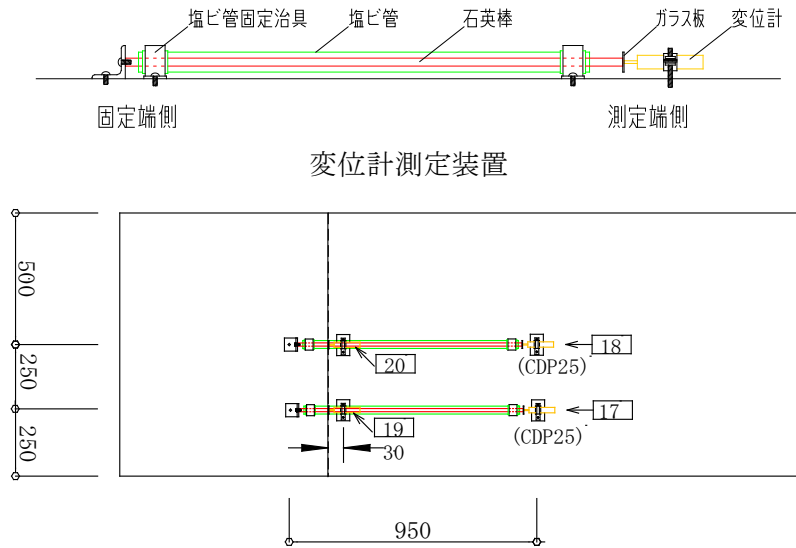 塩ビ管固定治具
塩ビ管
石英棒
ガラス板
変位計
固定端側
測定端側
変位計測定装置
500
250
250
20
18
(CDP25)
19
17
(CDP25)
30
950